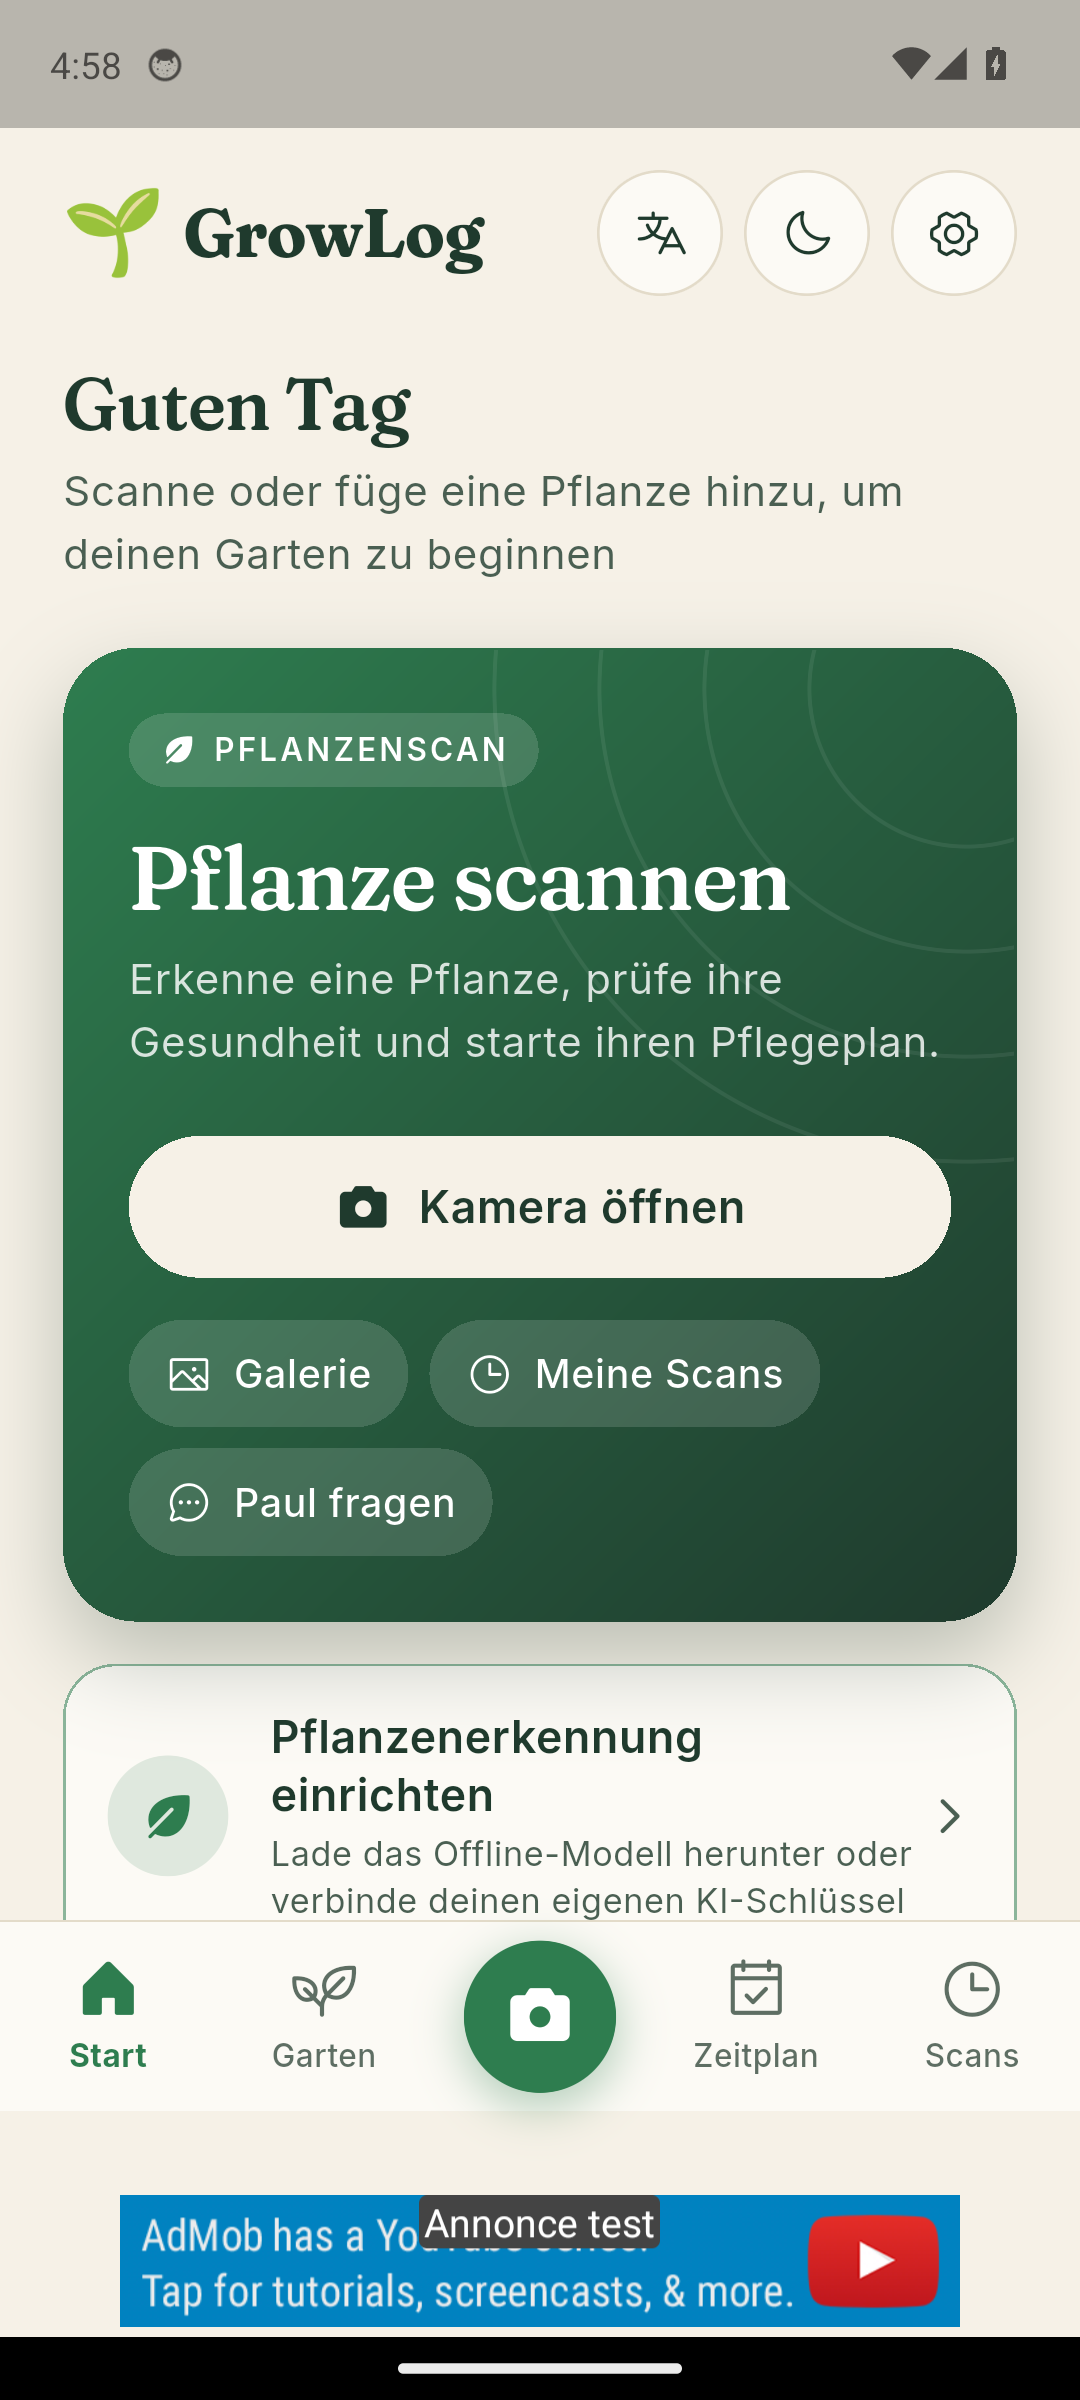 4:58
GrowLog
Guten Tag
Scanne oder füge eine Pflanze hinzu, um
deinen Garten zu beginnen
PFLANZENSCAN
Pflanze scannen
Erkenne eine Pflanze, prüfe ihre
Gesundheit und starte ihren Pflegeplan.
Kamera öffnen
Galerie
Meine Scans
Paul fragen
Pflanzenerkennung
einrichten
Lade das Offline-Modell herunter oder
verbinde deinen eigenen KI-Schlüssel
Start
Garten
Zeitplan
Scans
AdMob has a
Annonce test
Tap for tutorials, screencasts, & more.